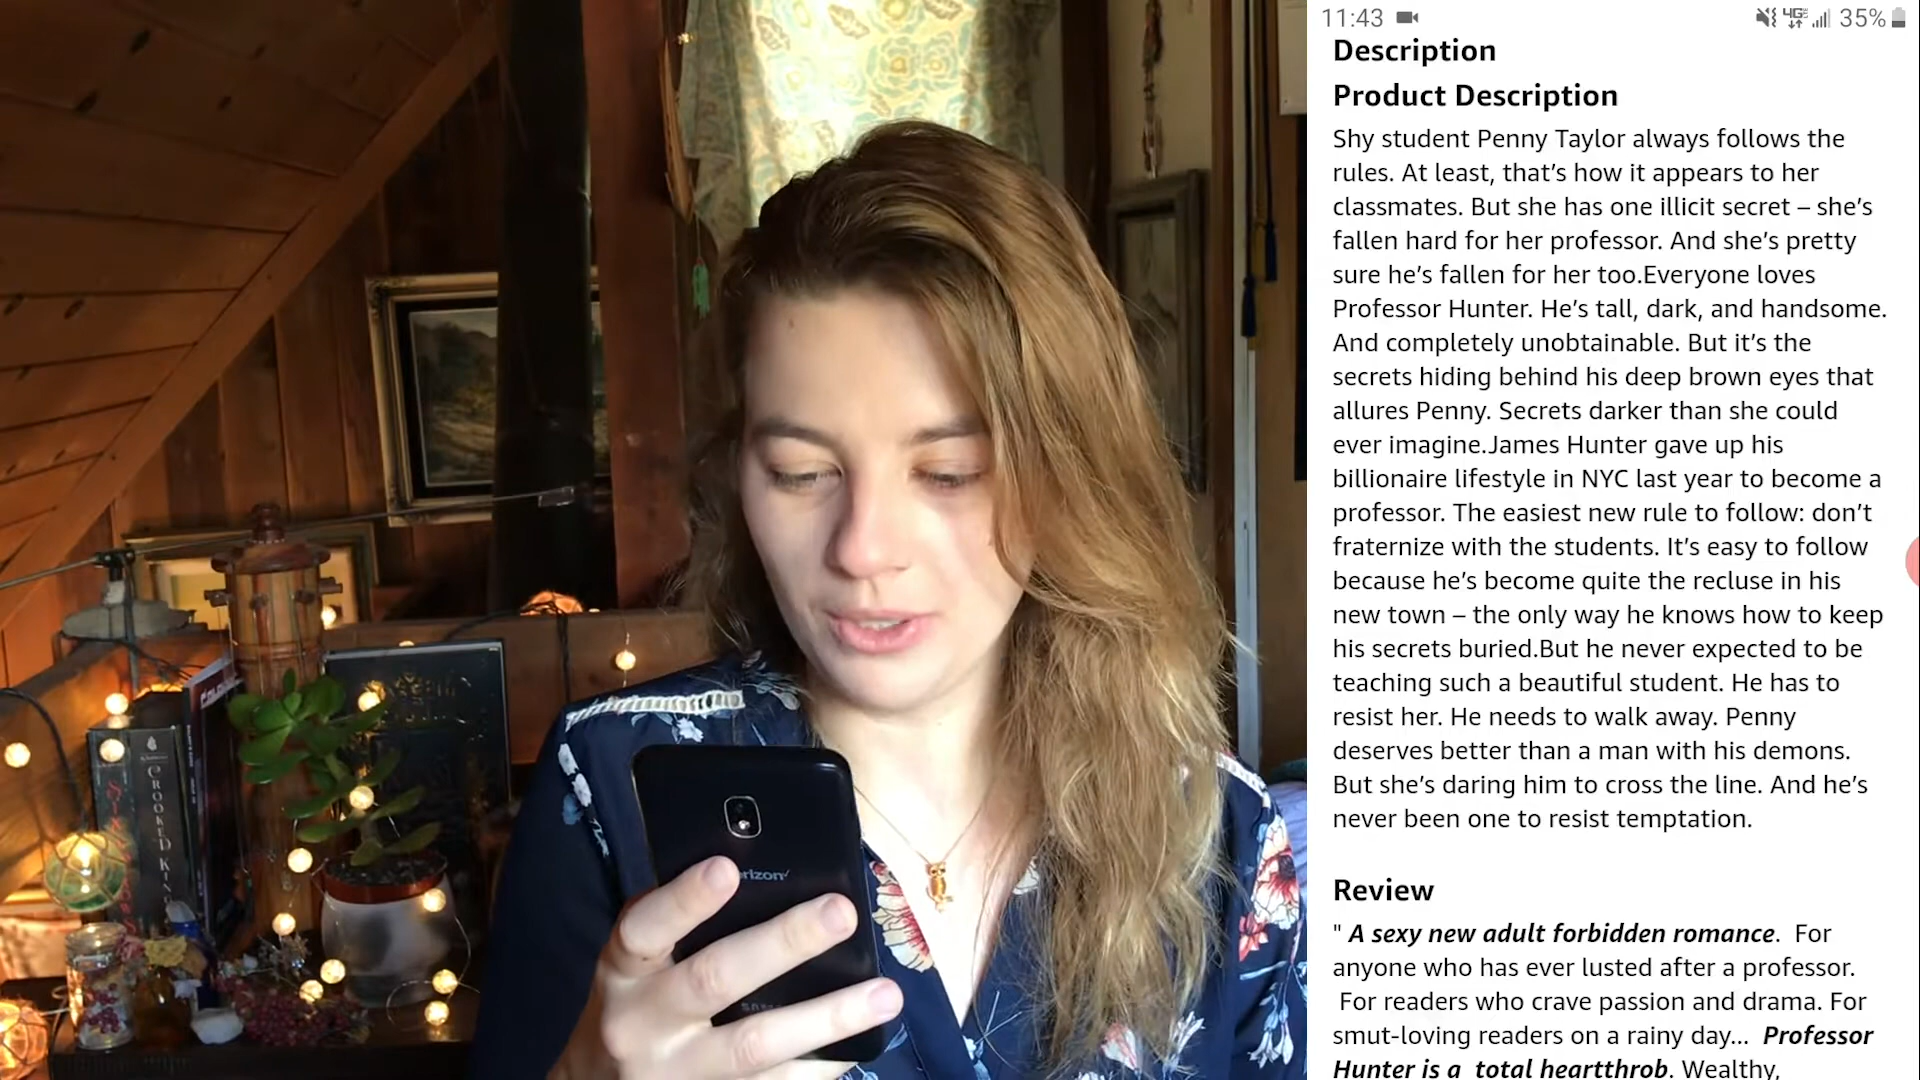 11:43
4G
35%
Description
Product Description
Shy student Penny Taylor always follows the
rules. At least, that’s how it appears to her
classmates. But she has one illicit secret – she’s
fallen hard for her professor. And she’s pretty
sure he’s fallen for her too.Everyone loves
Professor Hunter. He’s tall, dark, and handsome.
And completely unobtainable. But it’s the
secrets hiding behind his deep brown eyes that
allures Penny. Secrets darker than she could
ever imagine.James Hunter gave up his
billionaire lifestyle in NYC last year to become a
professor. The easiest new rule to follow: don’t
fraternize with the students. It’s easy to follow
because he’s become quite the recluse in his
new town – the only way he knows how to keep
his secrets buried.But he never expected to be
teaching such a beautiful student. He has to
resist her. He needs to walk away. Penny
deserves better than a man with his demons.
But she’s daring him to cross the line. And he’s
never been one to resist temptation.
Review
" A sexy new adult forbidden romance. For
anyone who has ever lusted after a professor.
For readers who crave passion and drama. For
smut-loving readers on a rainy day... Professor
Hunter is a total heartthrob. Wealthy,
CROOKED KIN
rizon